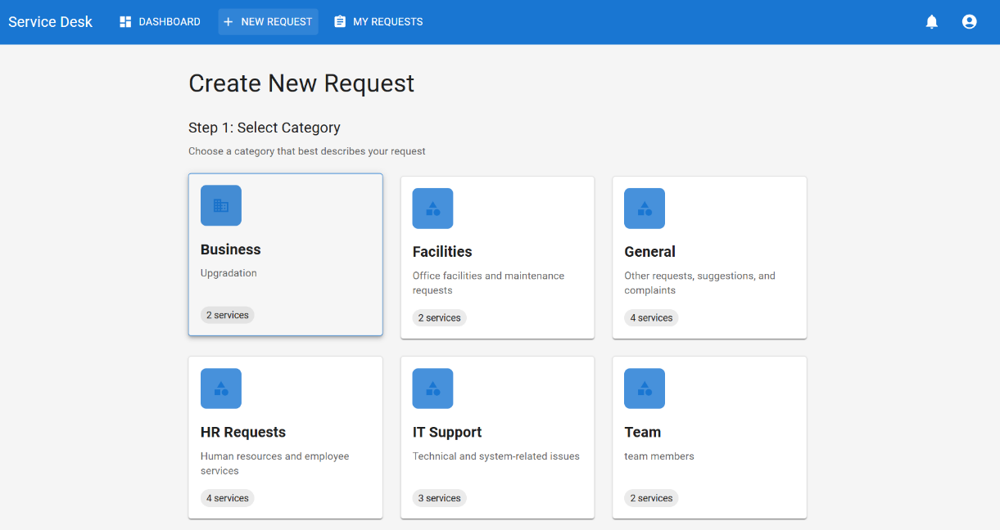 Service Desk
DASHBOARD
NEW REQUEST
MY REQUESTS
Create New Request
Step 1: Select Category
Choose a category that best describes your request
Business
Upgradation
2 services
Facilities
Office facilities and maintenance
requests
2 services
General
Other requests, suggestions, and
complaints
4 services
HR Requests
Human resources and employee
services
4 services
IT Support
Technical and system-related issues
3 services
Team
team members
2 services